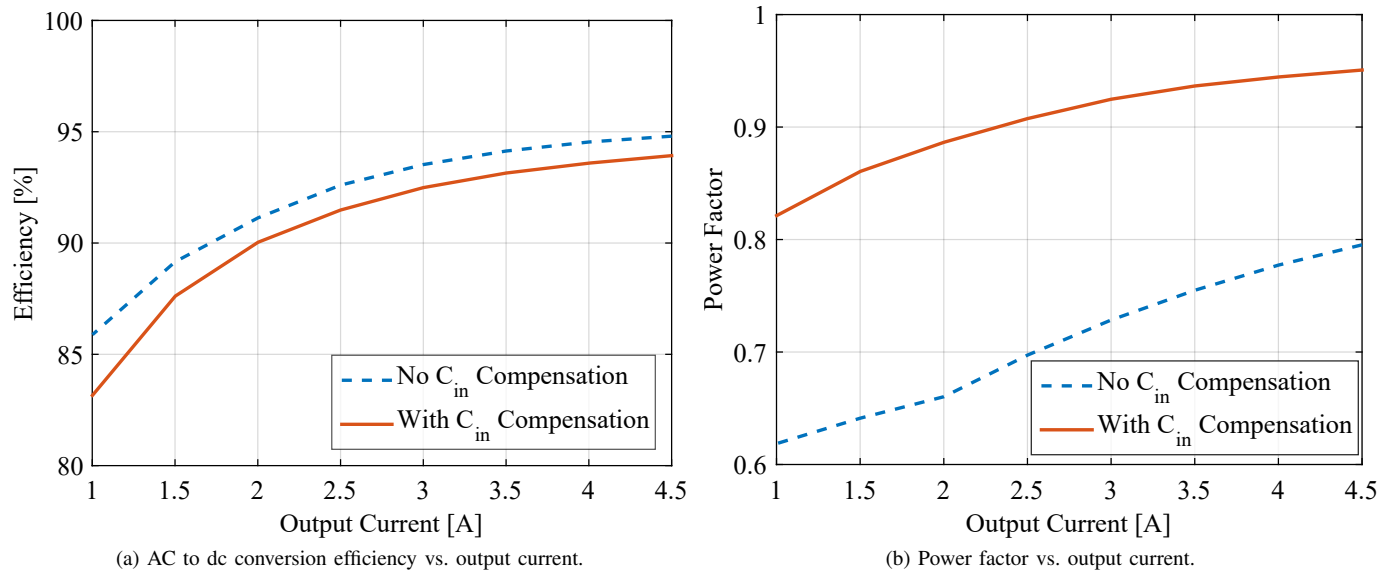 100
95
90
85
80
Efficiency [%]
No C_in Compensation
With C_in Compensation
1 1.5 2 2.5 3 3.5 4 4.5
Output Current [A]
(a) AC to dc conversion efficiency vs. output current.
1
0.9
0.8
0.7
0.6
Power Factor
No C_in Compensation
With C_in Compensation
1 1.5 2 2.5 3 3.5 4 4.5
Output Current [A]
(b) Power factor vs. output current.